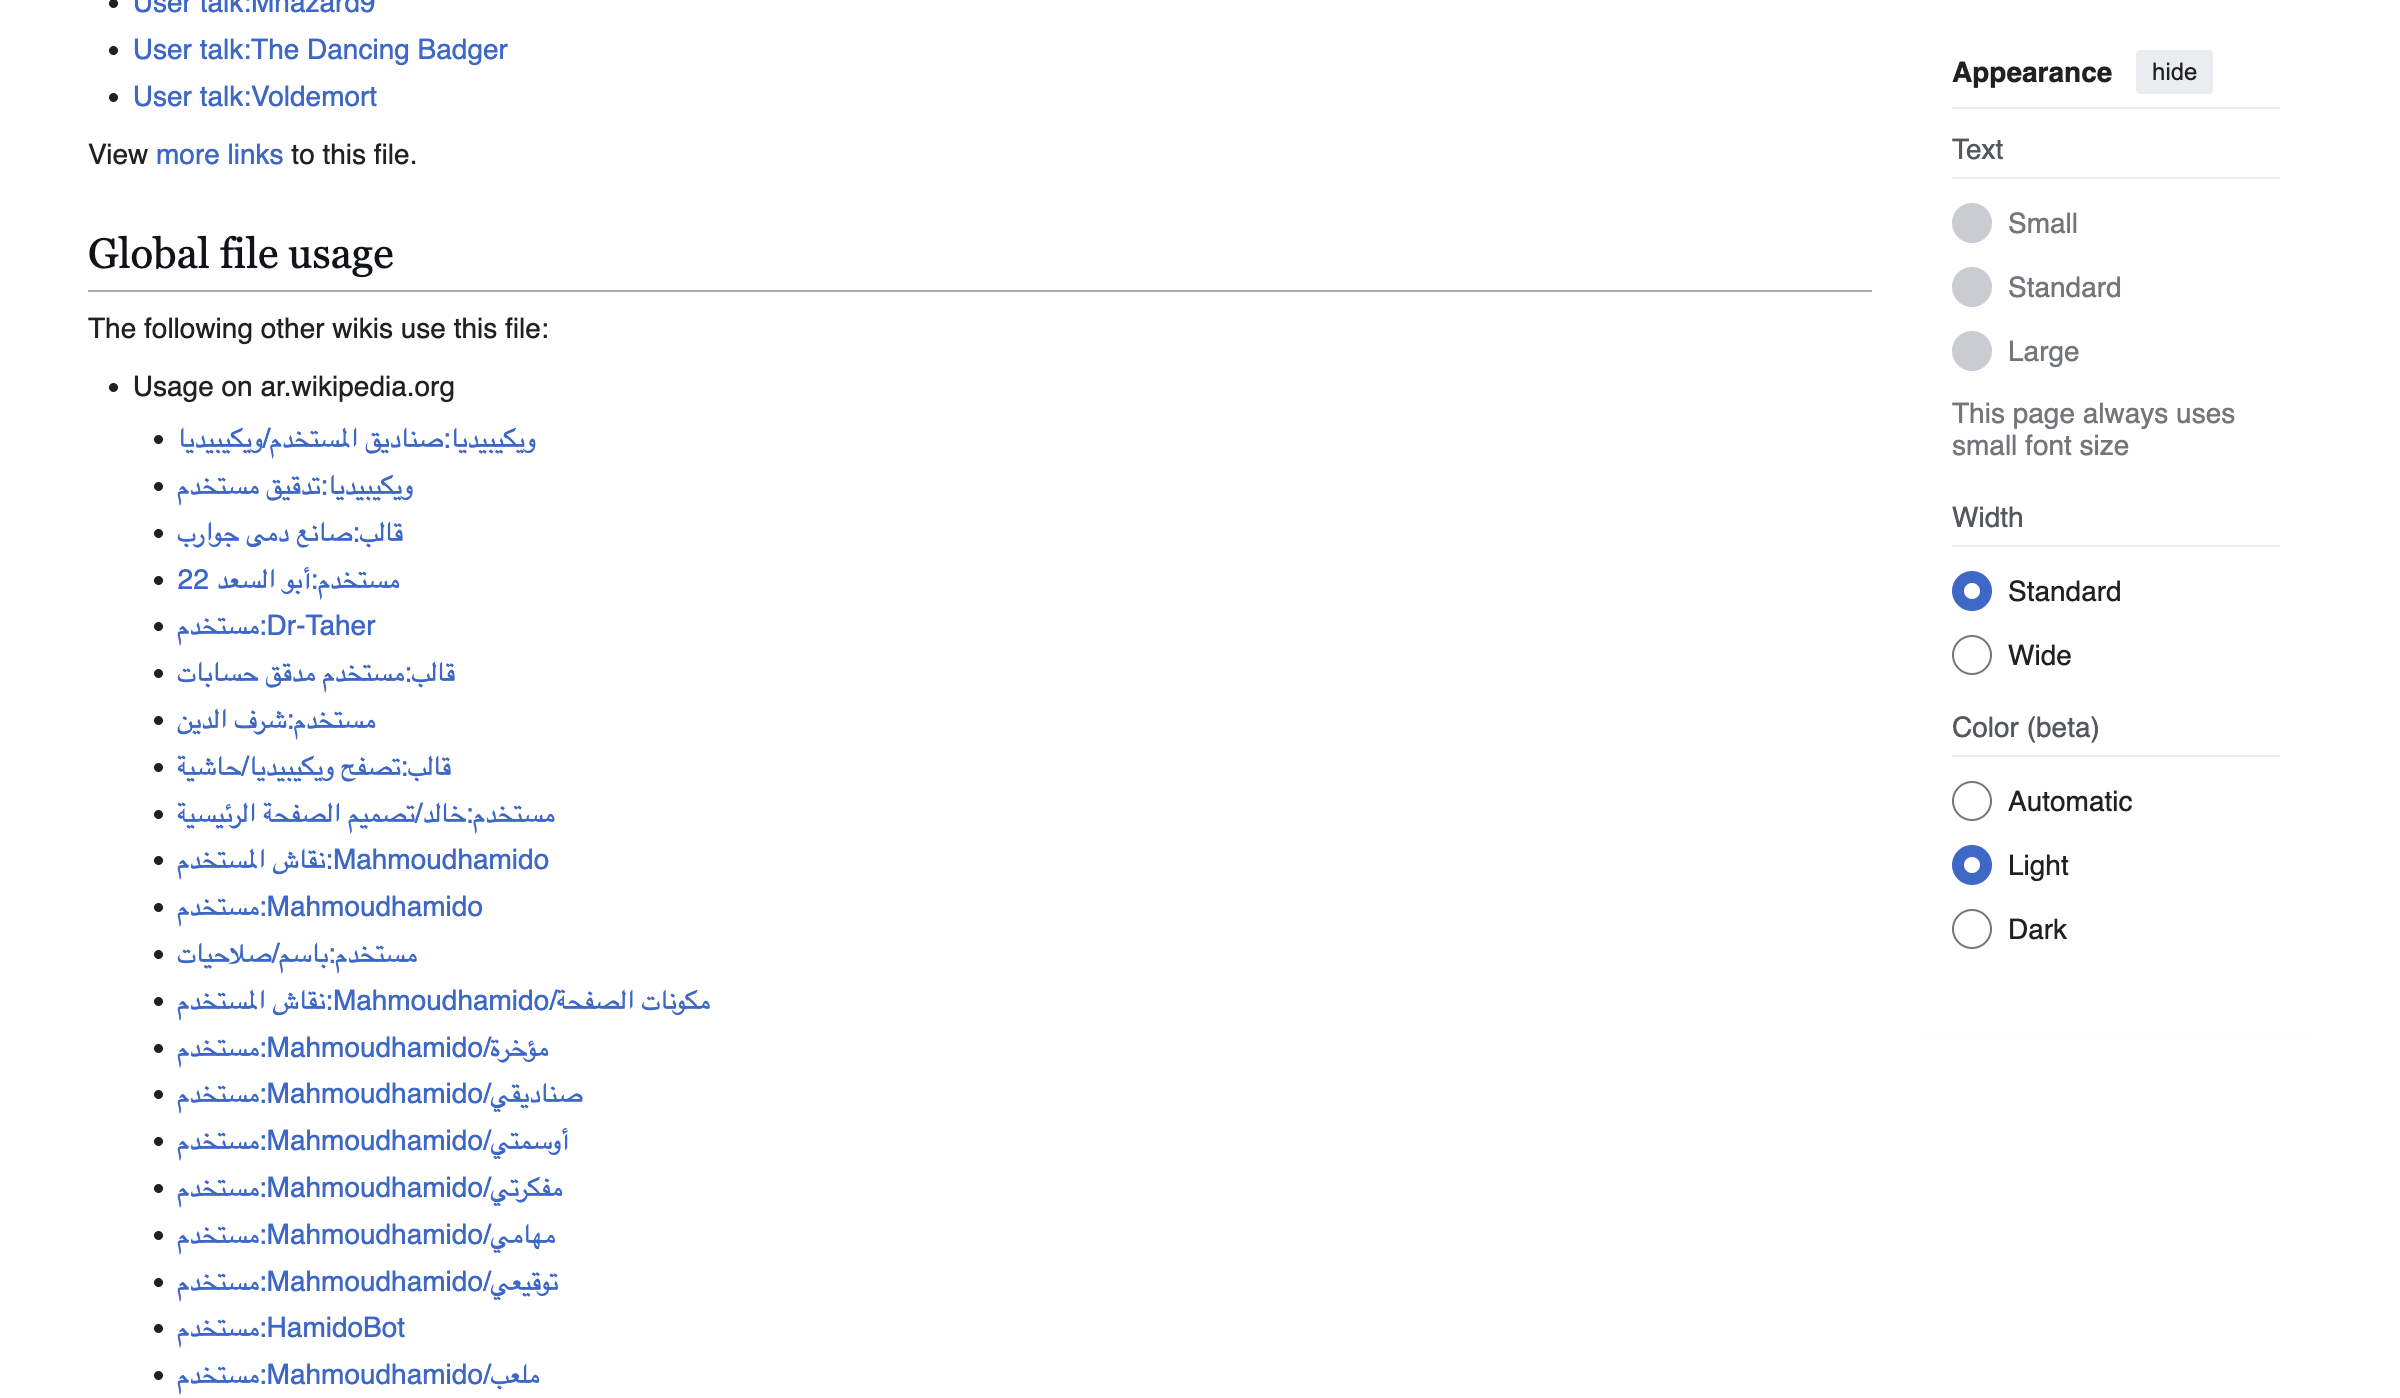 User talk:Mhazard9
User talk:The Dancing Badger
User talk:Voldemort
View more links to this file.
Global file usage
The following other wikis use this file:
Usage on ar.wikipedia.org
ويكيبيديا:صناديق المستخدم/ويكيبيديا
ويكيبيديا:تدقيق مستخدم
قالب:صانع دمى جوارب
مستخدم:أبو السعد 22
مستخدم:Dr-Taher
قالب:مستخدم مدقق حسابات
مستخدم:شرف الدين
قالب:تصفح ويكيبيديا/حاشية
مستخدم:خالد/تصميم الصفحة الرئيسية
نقاش المستخدم:Mahmoudhamido
مستخدم:Mahmoudhamido
مستخدم:باسم/صلاحيات
نقاش المستخدم:Mahmoudhamido/مكونات الصفحة
مستخدم:Mahmoudhamido/مؤخرة
مستخدم:Mahmoudhamido/صناديقي
مستخدم:Mahmoudhamido/أوسمتي
مستخدم:Mahmoudhamido/مفكرتي
مستخدم:Mahmoudhamido/مهامي
مستخدم:Mahmoudhamido/توقيعي
مستخدم:HamidoBot
مستخدم:Mahmoudhamido/ملعب
Appearance hide
Text
Small
Standard
Large
This page always uses
small font size
Width
Standard
Wide
Color (beta)
Automatic
Light
Dark